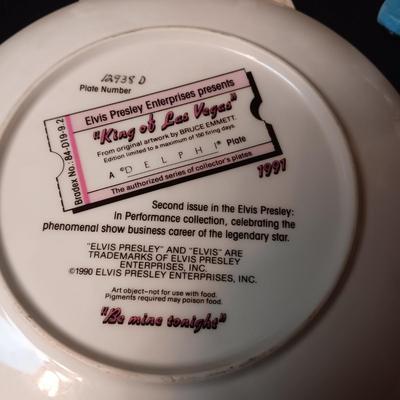 12938 D
Plate Number
Elvis Presley Enterprises presents
"King of Las Vegas"
From original artwork by BRUCE EMMETT.
Edition limited to a maximum of 150 firing days.
A DELPHI® Plate
The authorized series of collector's plates
Bradex No.: 84-D19-9.2
1991
Second issue in the Elvis Presley:
In Performance collection, celebrating the
phenomenal show business career of the legendary star.
"ELVIS PRESLEY" AND "ELVIS" ARE
TRADEMARKS OF ELVIS PRESLEY
ENTERPRISES, INC.
©1990 ELVIS PRESLEY ENTERPRISES, INC.
Art object–not for use with food.
Pigments required may poison food.
"Be mine tonight"